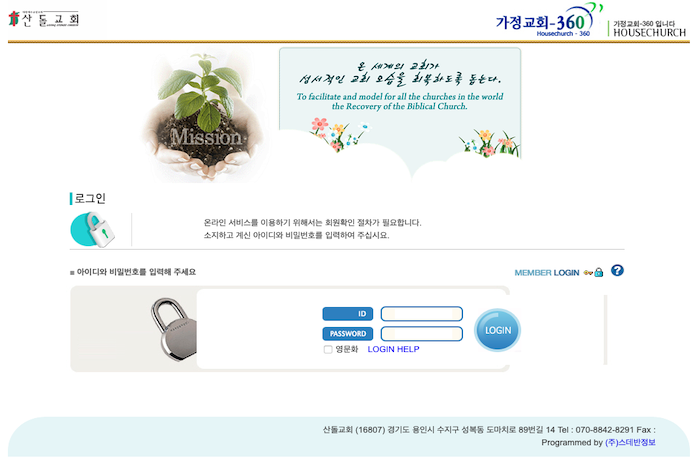 산돌교회
가정교회-360
Housechurch - 360
가정교회-360 입니다
HOUSECHURCH
온 세계의 교회가
성서적인 교회 모습을 회복하도록 돕는다.
To facilitate and model for all the churches in the world
the Recovery of the Biblical Church.
Mission
로그인
온라인 서비스를 이용하기 위해서는 회원확인 절차가 필요합니다.
소지하고 계신 아이디와 비밀번호를 입력하여 주십시요.
아이디와 비밀번호를 입력해 주세요
MEMBER LOGIN
?
ID
PASSWORD
LOGIN
영문화 LOGIN HELP
산돌교회 (16807) 경기도 용인시 수지구 성복동 도마치로 89번길 14 Tel : 070-8842-8291 Fax :
Programmed by (주)스데반정보